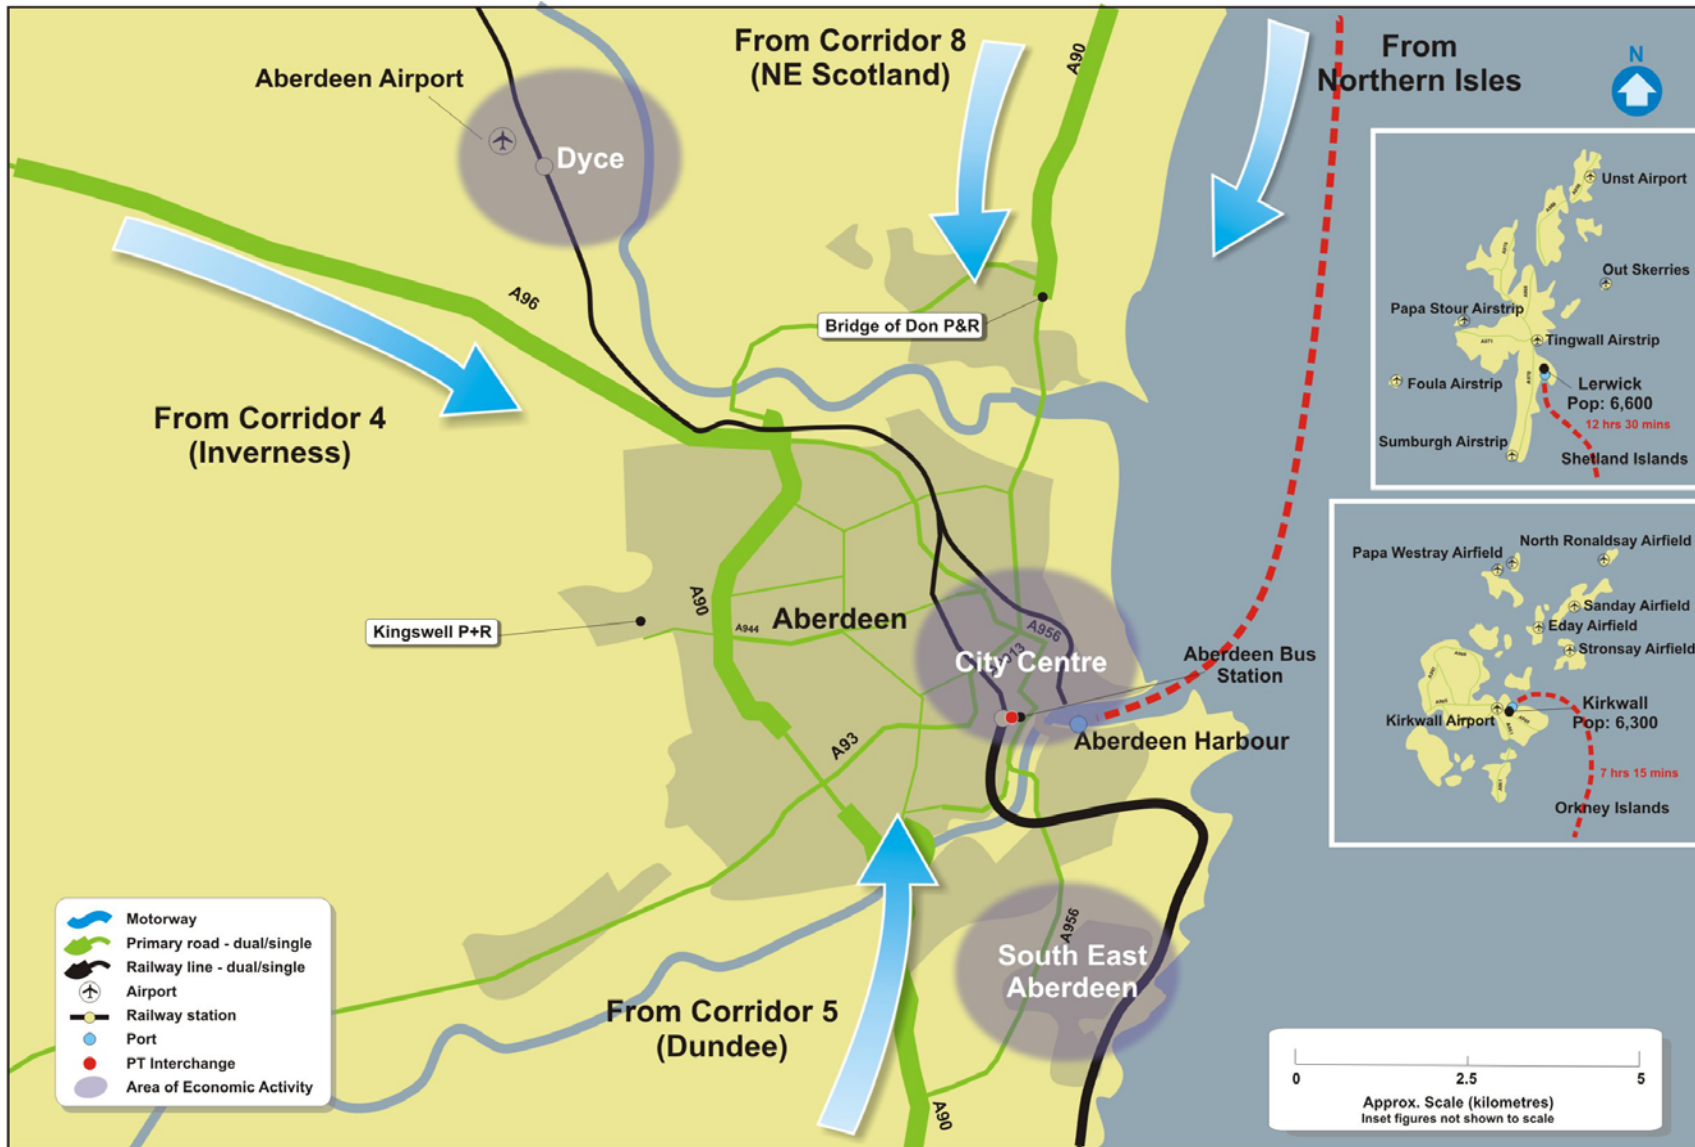 From Corridor 8
(NE Scotland)
A90
From
Northern Isles
N
Aberdeen Airport
Dyce
A96
Bridge of Don P&R
From Corridor 4
(Inverness)
Unst Airport
Out Skerries
Papa Stour Airstrip
Tingwall Airstrip
A971
A970
Foula Airstrip
Lerwick
Pop: 6,600
12 hrs 30 mins
Sumburgh Airstrip
Shetland Islands
North Ronaldsay Airfield
Papa Westray Airfield
Sanday Airfield
Eday Airfield
Stronsay Airfield
Kirkwall
Pop: 6,300
Kirkwall Airport
7 hrs 15 mins
Orkney Islands
Kingswell P+R
A90
A944
Aberdeen
A956
City Centre
Aberdeen Bus
Station
Aberdeen Harbour
A93
South East
Aberdeen
A956
From Corridor 5
(Dundee)
A90
Motorway
Primary road - dual/single
Railway line - dual/single
Airport
Railway station
Port
PT Interchange
Area of Economic Activity
0
2.5
5
Approx. Scale (kilometres)
Inset figures not shown to scale